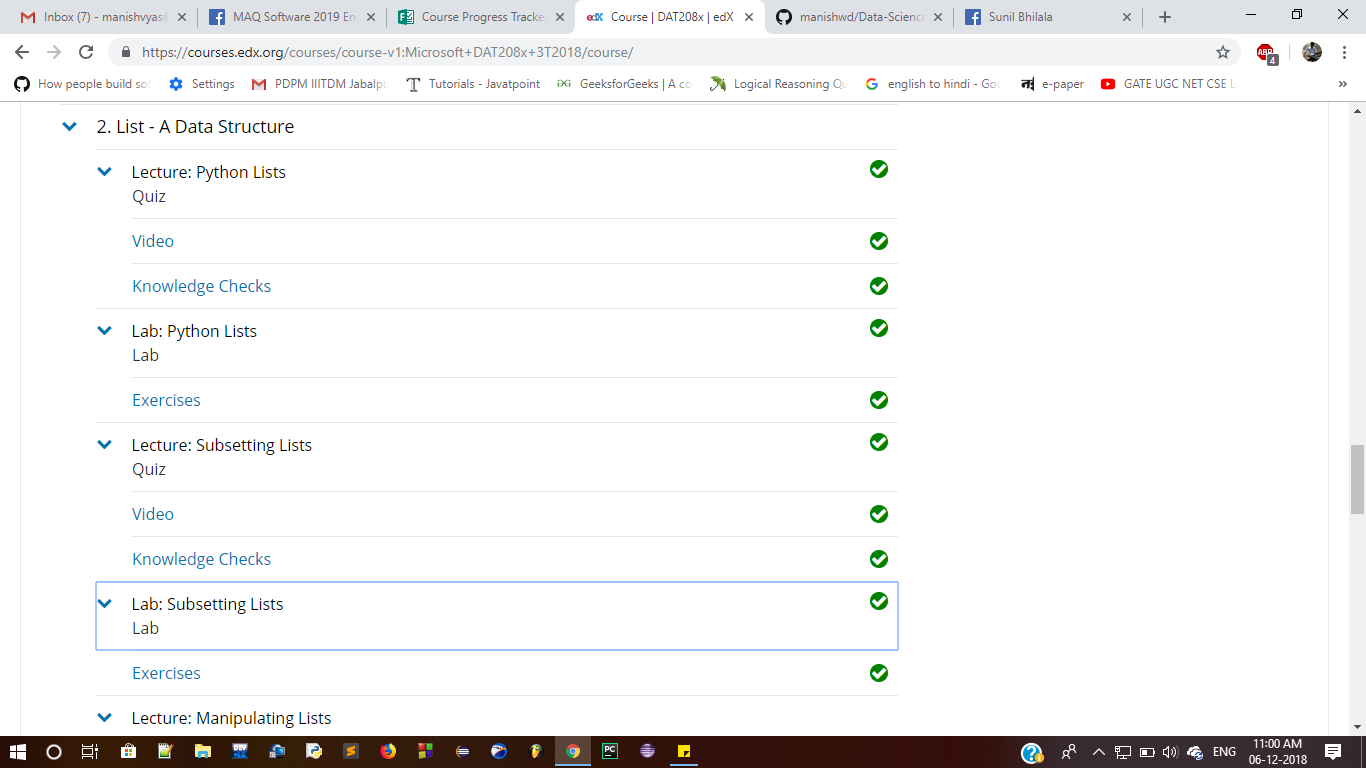 Inbox (7) - manishvyas
MAQ Software 2019 En
Course Progress Tracke
edX Course | DAT208x | edX
manishwd/Data-Science
Sunil Bhilala
https://courses.edx.org/courses/course-v1:Microsoft+DAT208x+3T2018/course/
ABP
4
How people build so
Settings
PDPM IIITDM Jabalpu
Tutorials - Javatpoint
GeeksforGeeks | A co
Logical Reasoning Qu
english to hindi - Goo
e-paper
GATE UGC NET CSE L
»
2. List - A Data Structure
Lecture: Python Lists
Quiz
Video
Knowledge Checks
Lab: Python Lists
Lab
Exercises
Lecture: Subsetting Lists
Quiz
Video
Knowledge Checks
Lab: Subsetting Lists
Lab
Exercises
Lecture: Manipulating Lists
ENG
11:00 AM
06-12-2018